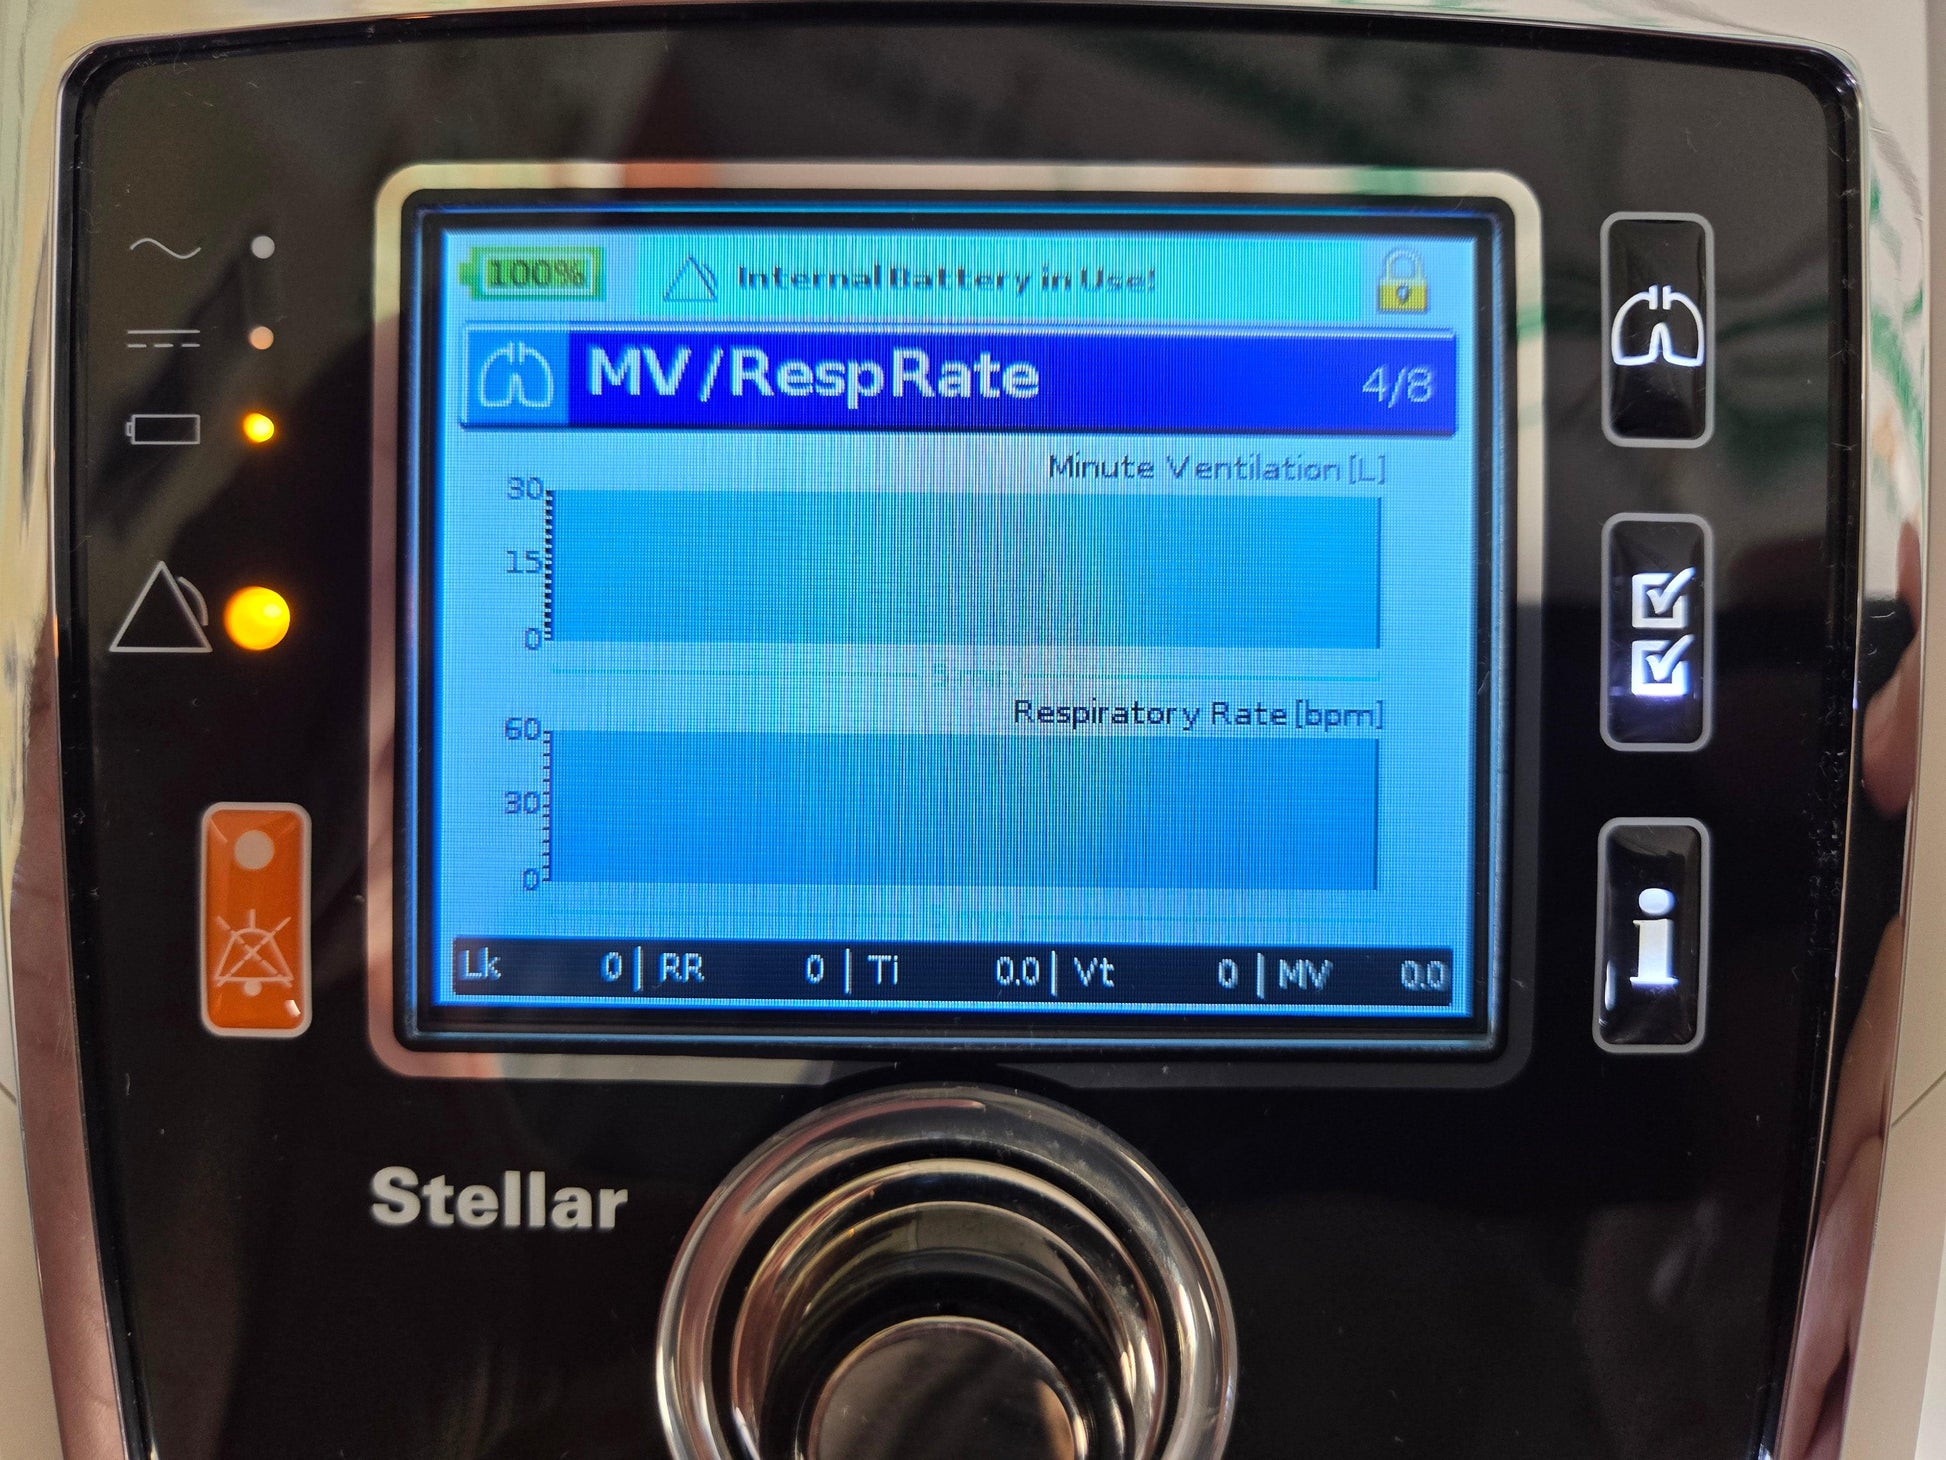 100% Internal Battery in Use!
MV/RespRate 4/8
Minute Ventilation [L]
30
15
0
Respiratory Rate [bpm]
60
30
0
Lk 0 | RR 0 | Ti 0.0 | Vt 0 | MV 0.0
Stellar